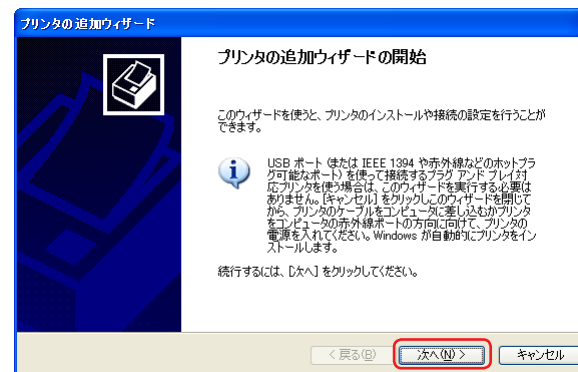 プリンタの追加ウィザード
プリンタの追加ウィザードの開始
このウィザードを使うと、プリンタのインストールや接続の設定を行うことが
できます。
USB ポート (または IEEE 1394 や赤外線などのホットプラ
グ可能なポート) を使って接続するプラグ アンド プレイ対
応プリンタを使う場合は、このウィザードを実行する必要は
ありません。[キャンセル] をクリックしこのウィザードを閉じて
から、プリンタのケーブルをコンピュータに差し込むかプリンタ
をコンピュータの赤外線ポートの方向に向けて、プリンタの
電源を入れてください。Windows が自動的にプリンタをイン
ストールします。
続行するには、[次へ] をクリックしてください。
< 戻る(B)
次へ(N) >
キャンセル